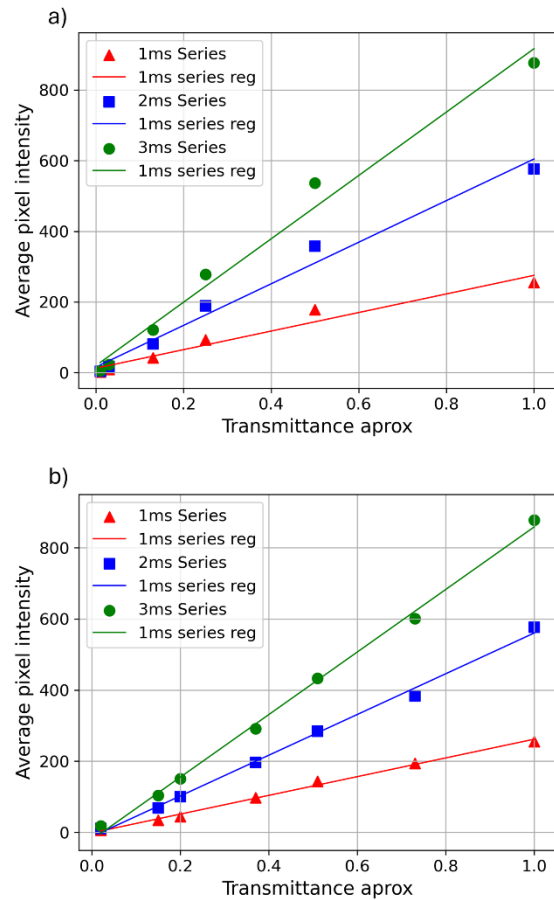 a)
1ms Series
1ms series reg
2ms Series
1ms series reg
3ms Series
1ms series reg
Average pixel intensity
800
600
400
200
0
0.0 0.2 0.4 0.6 0.8 1.0
Transmittance aprox
b)
1ms Series
1ms series reg
2ms Series
1ms series reg
3ms Series
1ms series reg
Average pixel intensity
800
600
400
200
0
0.0 0.2 0.4 0.6 0.8 1.0
Transmittance aprox